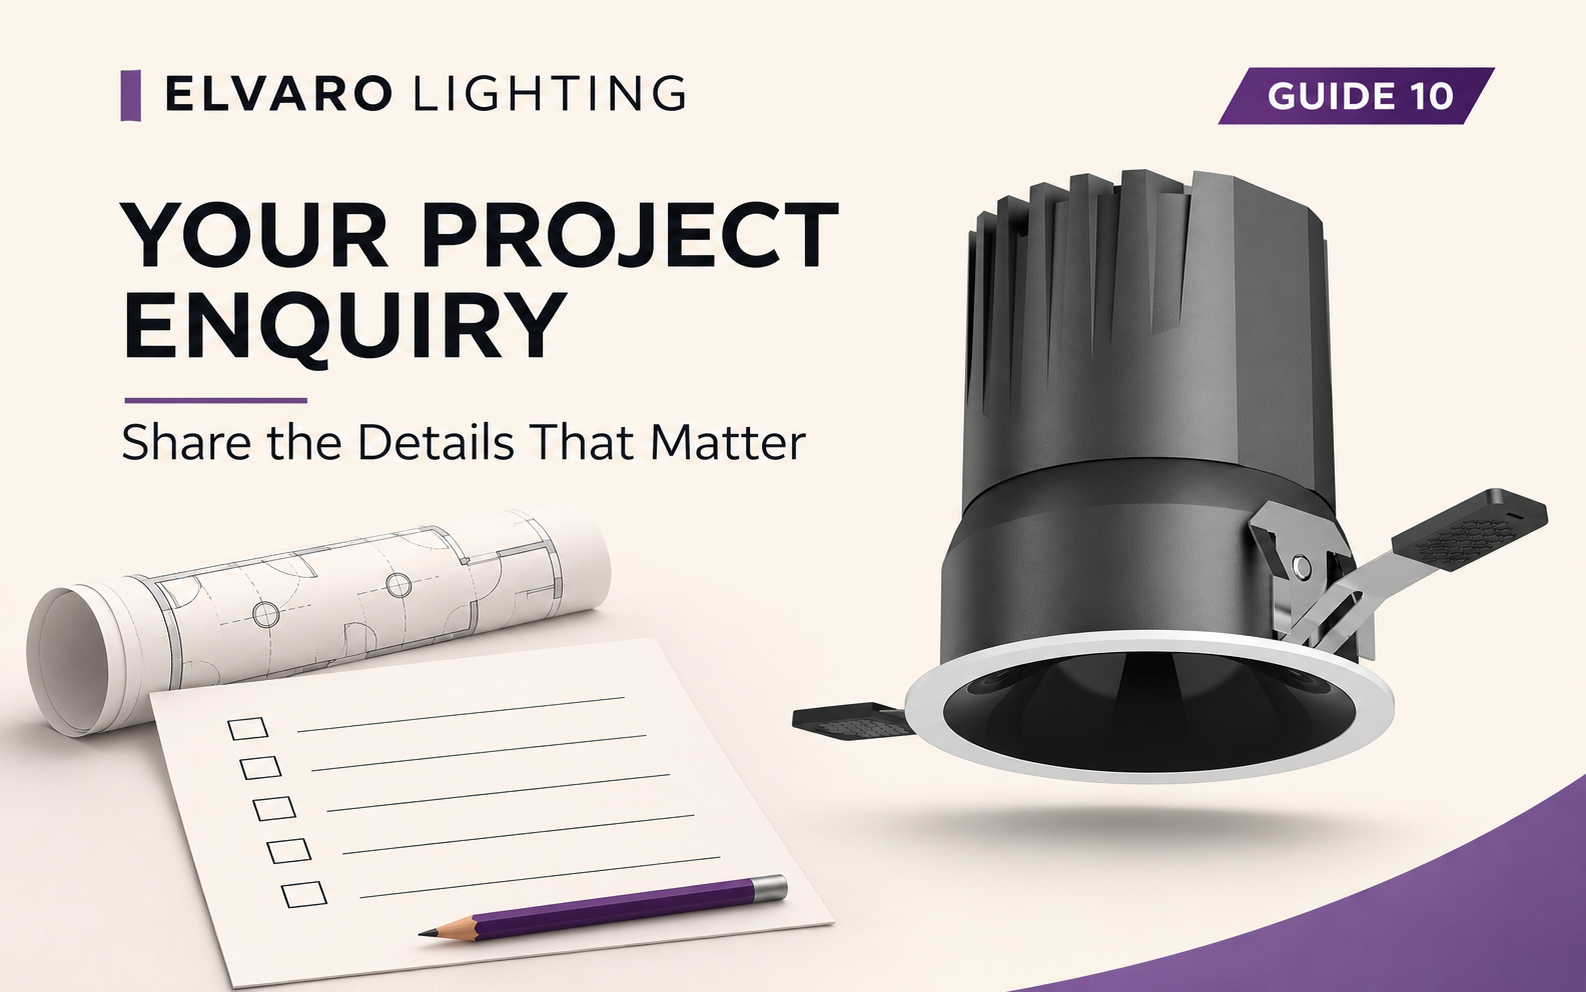 ELVARO LIGHTING
GUIDE 10
YOUR PROJECT
ENQUIRY
Share the Details That Matter